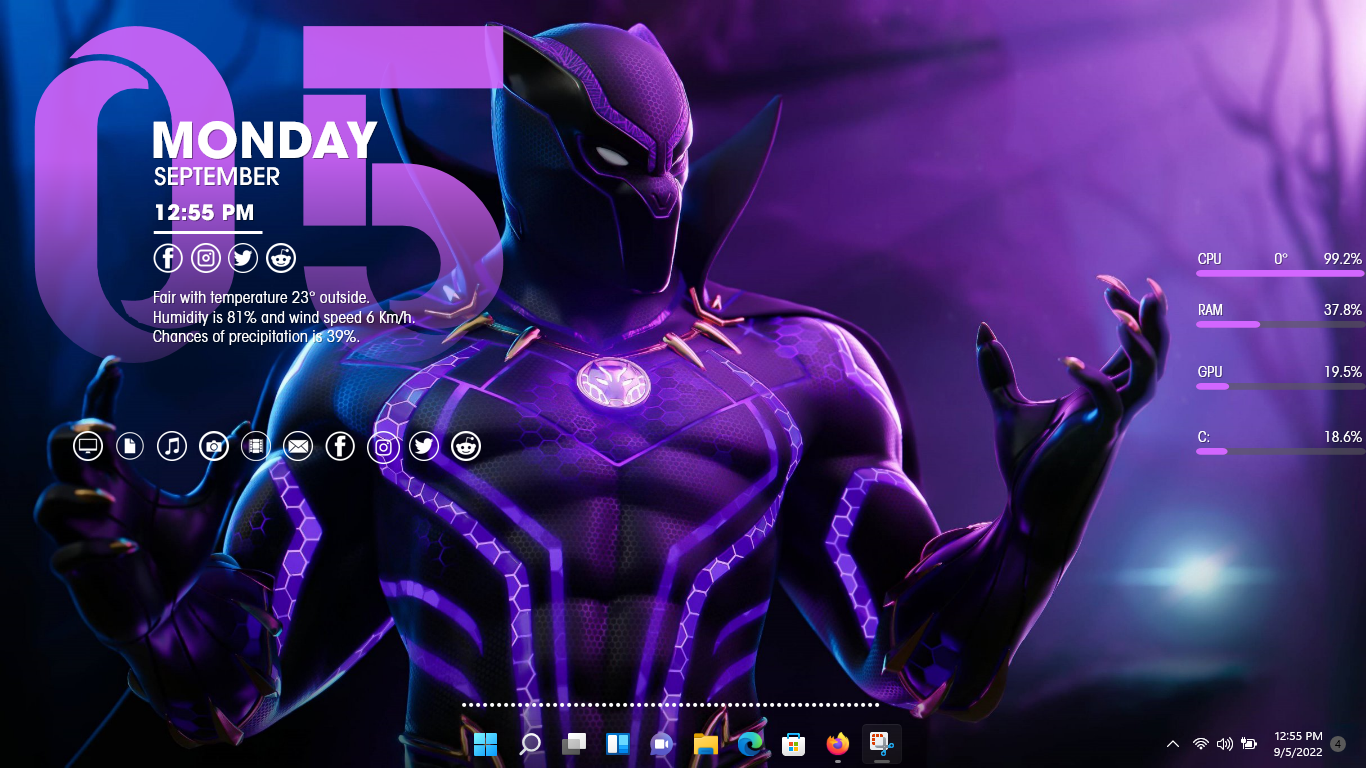 05
MONDAY
SEPTEMBER
12:55 PM
Fair with temperature 23° outside.
Humidity is 81% and wind speed 6 Km/h.
Chances of precipitation is 39%.
CPU 0° 99.2%
RAM 37.8%
GPU 19.5%
C: 18.6%
12:55 PM
9/5/2022
4